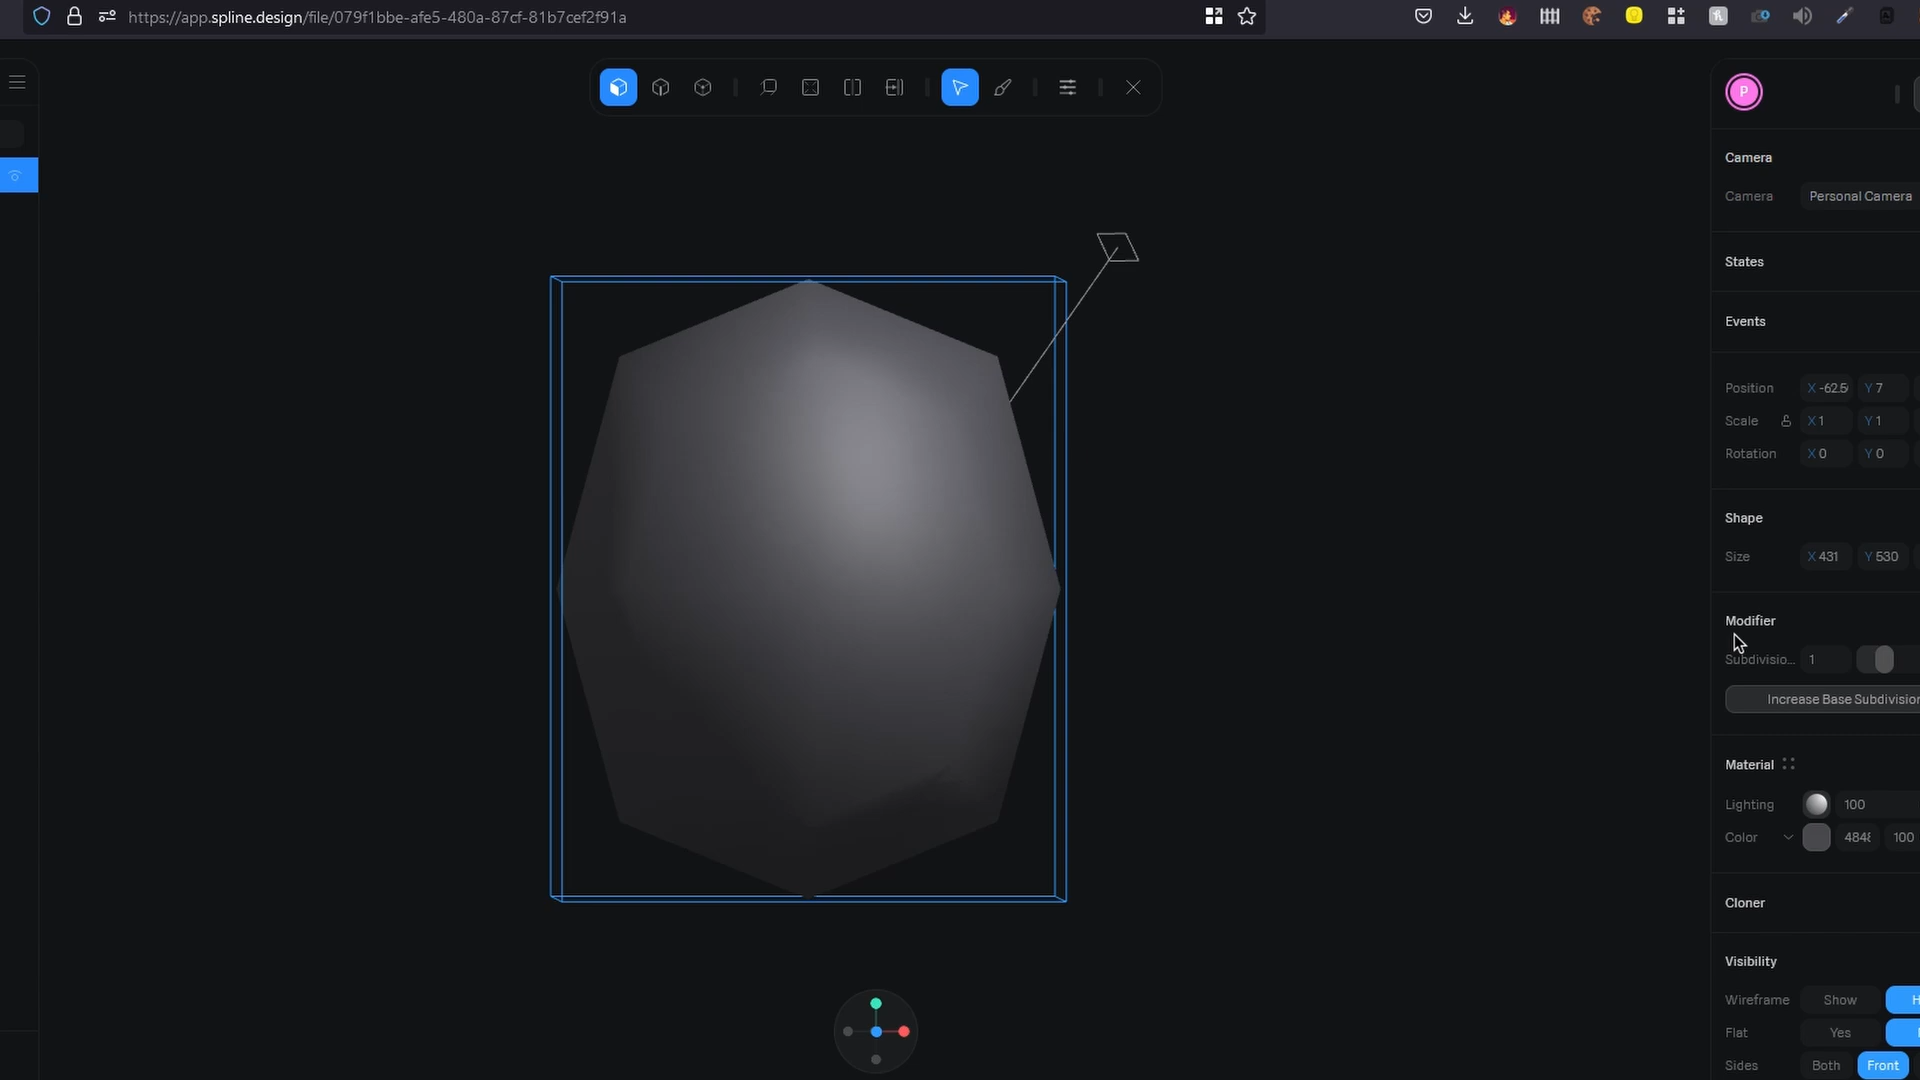 https://app.spline.design/file/079f1bbe-afe5-480a-87cf-81b7cef2f91a
P
Camera
Camera Personal Camera
States
Events
Position X -62.5 Y 7
Scale X 1 Y 1
Rotation X 0 Y 0
Shape
Size X 431 Y 530
Modifier
Subdivisio... 1
Increase Base Subdivision
Material
Lighting 100
Color 4848 100
Cloner
Visibility
Wireframe Show H
Flat Yes
Sides Both Front